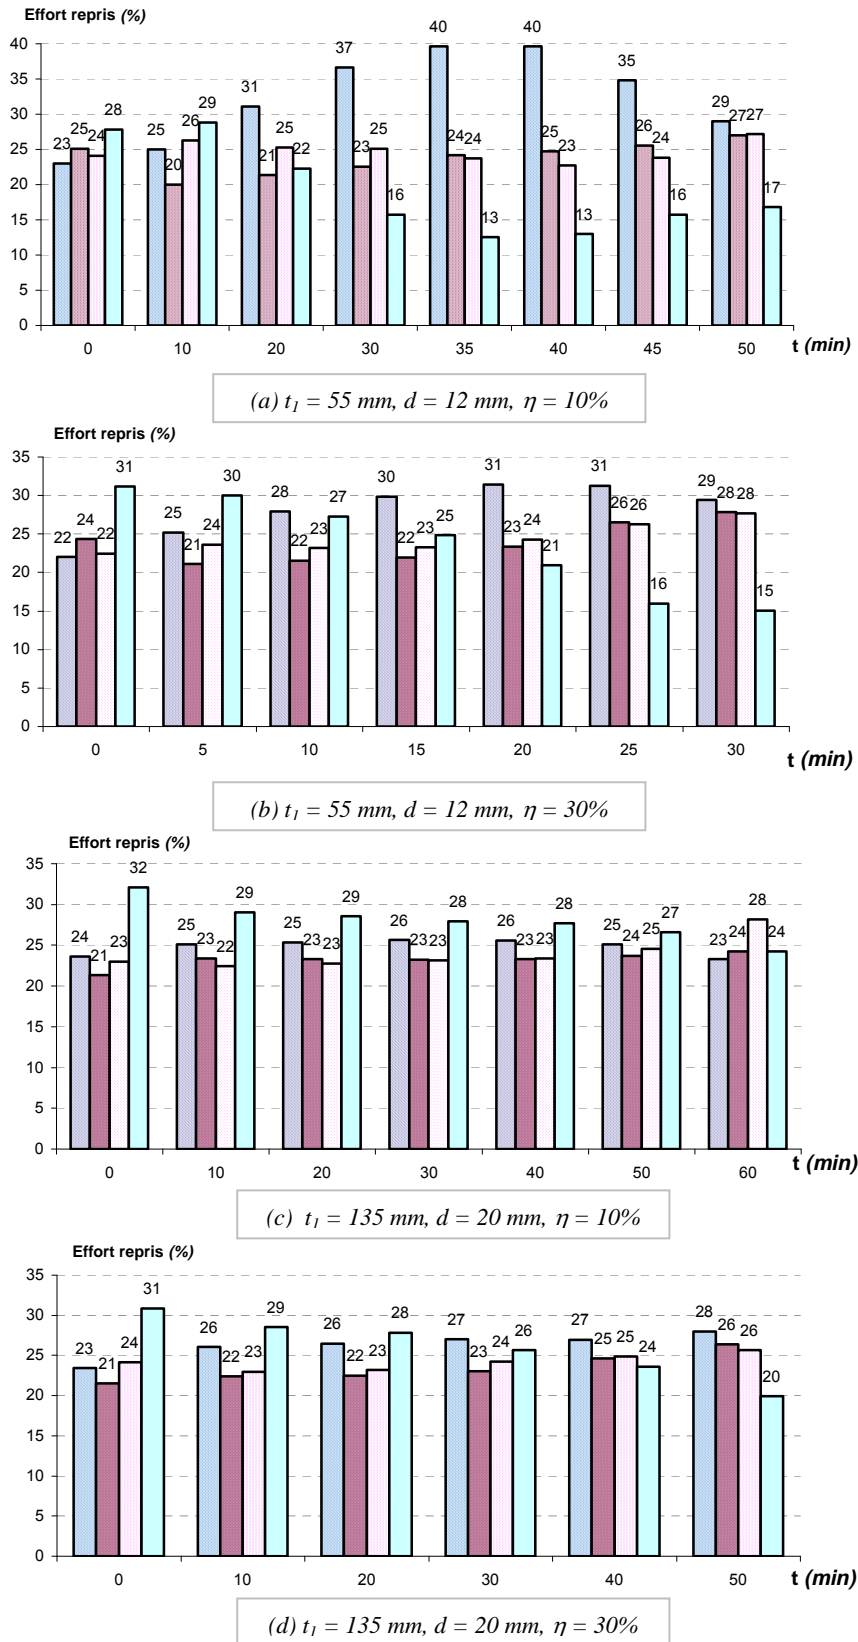 Effort repris (%)
40
35
30
25
20
15
10
5
0
23 25 24 28
25 20 26 29
31 21 25 22
37 23 25 16
40 24 24 13
40 25 23 13
35 26 24 16
29 27 27 17
0 10 20 30 35 40 45 50 t (min)
(a) t₁ = 55 mm, d = 12 mm, η = 10%
Effort repris (%)
35
30
25
20
15
10
5
0
22 24 22 31
25 21 24 30
28 22 23 27
30 22 23 25
31 23 24 21
31 26 26 16
29 28 28 15
0 5 10 15 20 25 30
t (min)
(b) t₁ = 55 mm, d = 12 mm, η = 30%
Effort repris (%)
35
30
25
20
15
10
5
0
24 21 23 32
25 23 22 29
25 23 23 29
26 23 23 28
26 23 23 28
25 24 25 27
23 24 28 24
0 10 20 30 40 50 60 t (min)
(c) t₁ = 135 mm, d = 20 mm, η = 10%
Effort repris (%)
35
30
25
20
15
10
5
0
23 21 24 31
26 22 23 29
26 22 23 28
27 23 24 26
27 25 25 24
28 26 26 20
0 10 20 30 40 50 t (min)
(d) t₁ = 135 mm, d = 20 mm, η = 30%